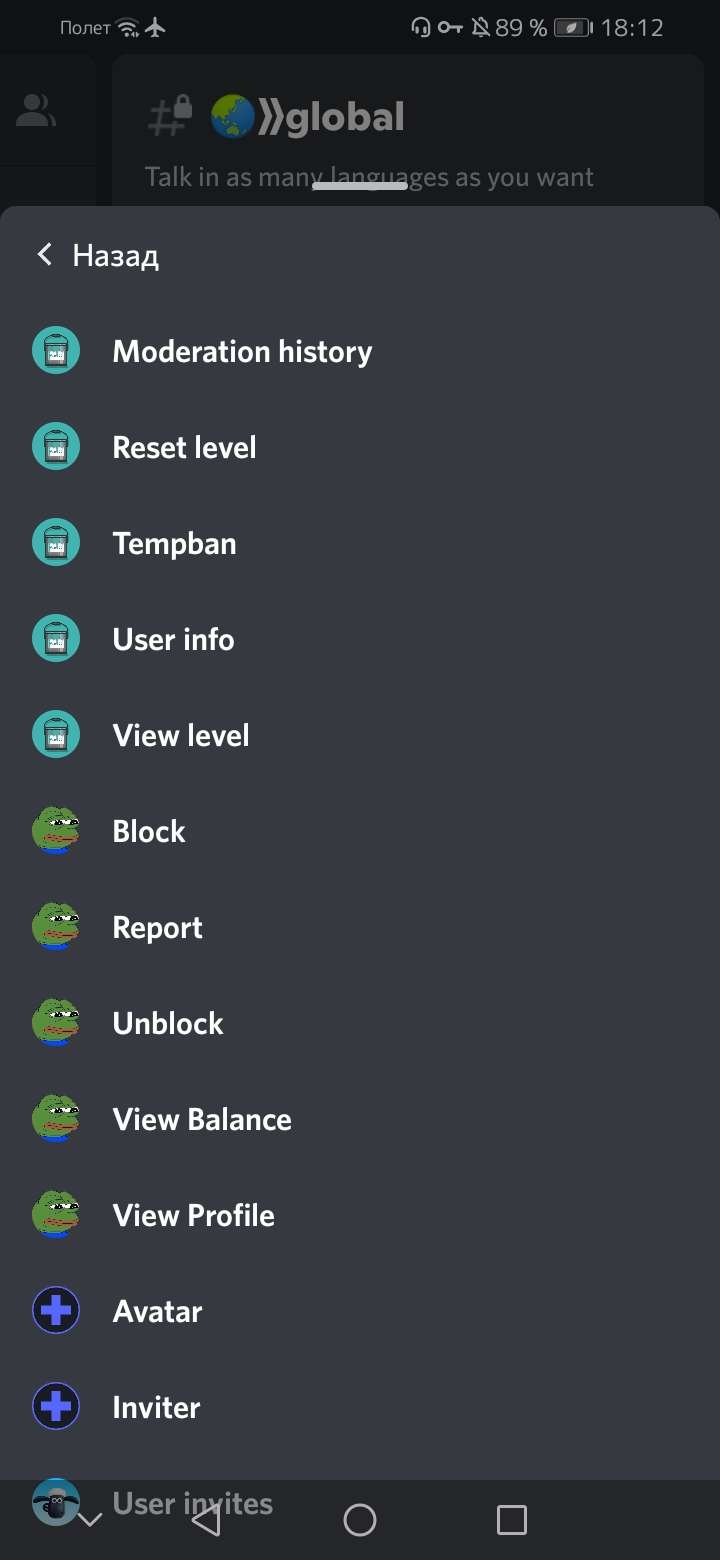 Полет 89 % 18:12
🌏⟫global
Talk in as many languages as you want
Назад
Moderation history
Reset level
Tempban
User info
View level
Block
Report
Unblock
View Balance
View Profile
Avatar
Inviter
User invites